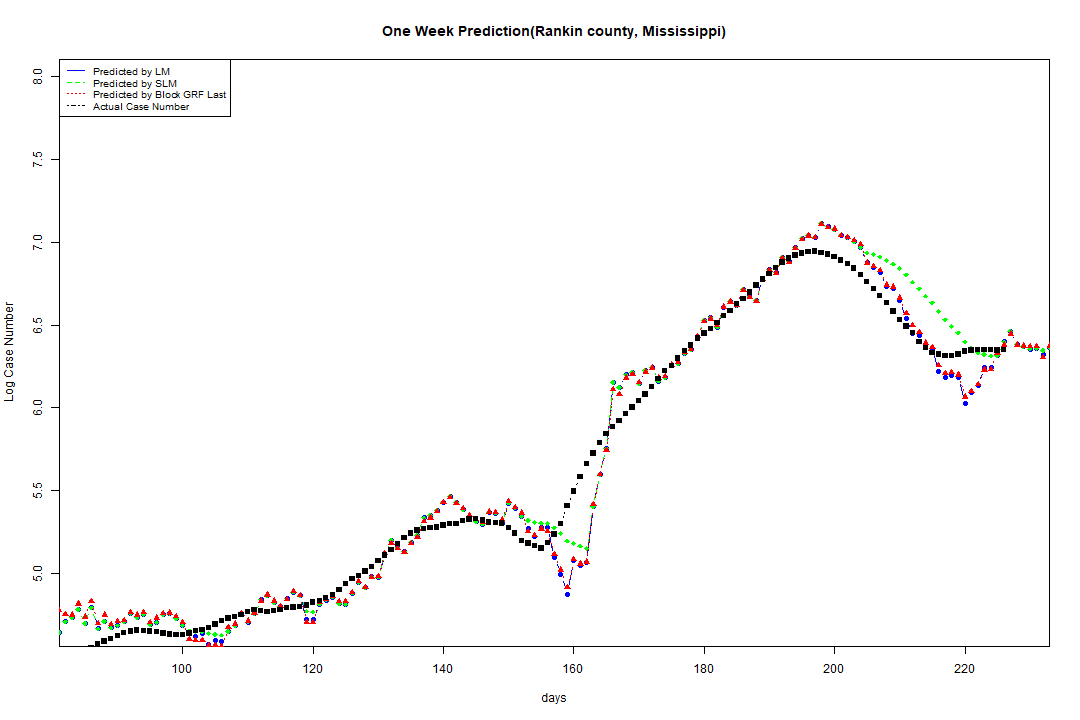 One Week Prediction(Rankin county, Mississippi)
Predicted by LM
Predicted by SLM
Predicted by Block GRF Last
Actual Case Number
8.0
7.5
7.0
6.5
6.0
5.5
5.0
Log Case Number
100 120 140 160 180 200 220
days